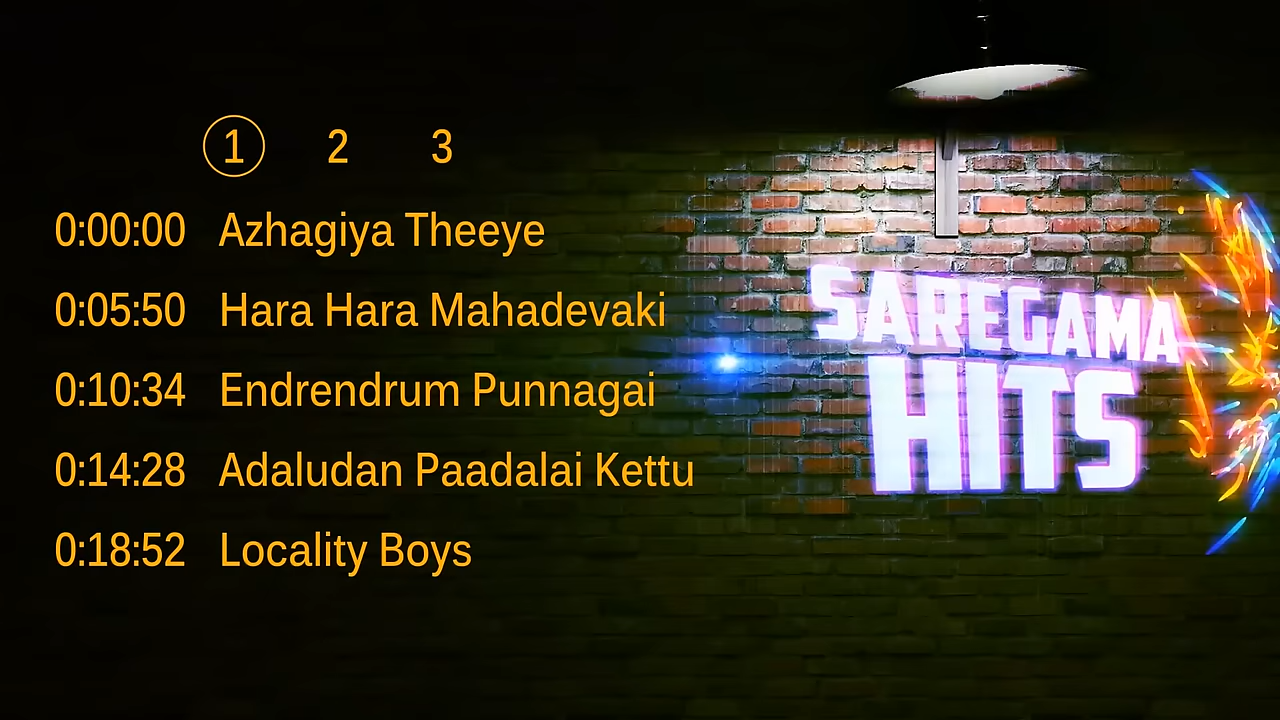 1 2 3
0:00:00 Azhagiya Theeye
0:05:50 Hara Hara Mahadevaki
0:10:34 Endrendrum Punnagai
0:14:28 Adaludan Paadalai Kettu
0:18:52 Locality Boys
SAREGAMA
HITS